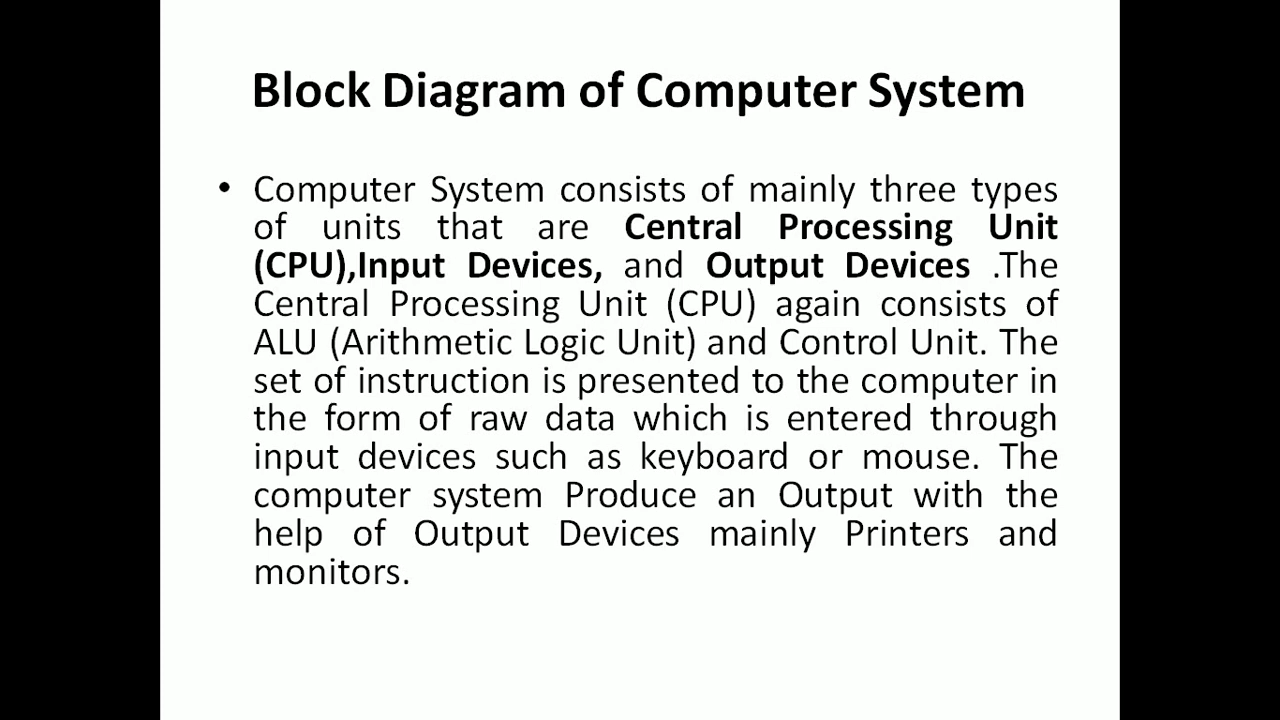 Block Diagram of Computer System
• Computer System consists of mainly three types
of units that are Central Processing Unit
(CPU),Input Devices, and Output Devices .The
Central Processing Unit (CPU) again consists of
ALU (Arithmetic Logic Unit) and Control Unit. The
set of instruction is presented to the computer in
the form of raw data which is entered through
input devices such as keyboard or mouse. The
computer system Produce an Output with the
help of Output Devices mainly Printers and
monitors.